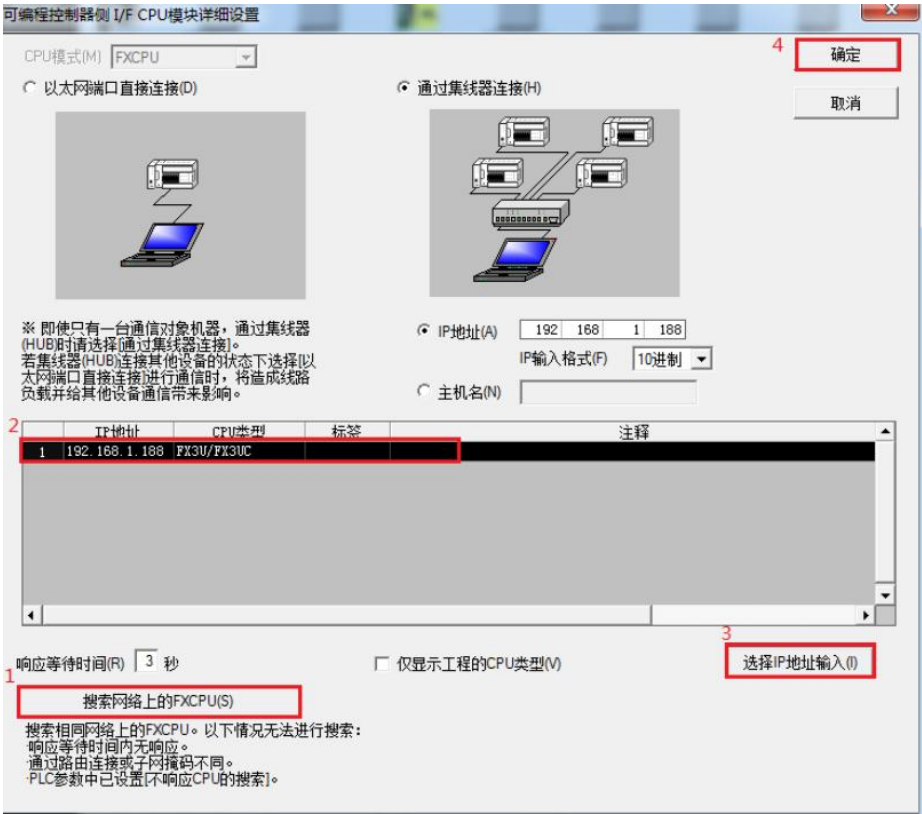 可编程控制器侧 I/F CPU模块详细设置
CPU模式(M) FXCPU
4
确定
以太网端口直接连接(D)
通过集线器连接(H)
取消
※ 即使只有一台通信对象机器，通过集线器
(HUB)时请选择[通过集线器连接]。
若集线器(HUB)连接其他设备的状态下选择[以
太网端口直接连接]进行通信时，将造成线路
负载并给其他设备通信带来影响。
IP地址(A) 192 168 1 188
IP输入格式(F) 10进制
主机名(N)
2
IP地址 CPU类型 标签 注释
1 192.168.1.188 FX3U/FX3UC
3
响应等待时间(R) 3 秒
仅显示工程的CPU类型(V)
选择IP地址输入(I)
1
搜索网络上的FXCPU(S)
搜索相同网络上的FXCPU。以下情况无法进行搜索：
·响应等待时间内无响应。
·通过路由连接或子网掩码不同。
·PLC参数中已设置[不响应CPU的搜索]。